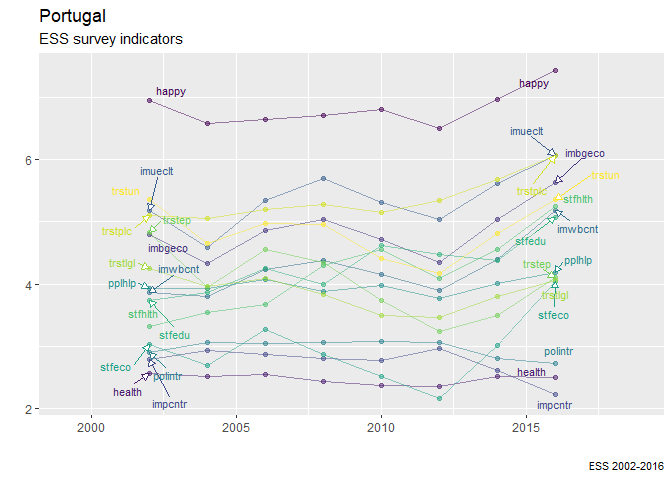 Portugal
ESS survey indicators
happy
happy
imueclt
imueclt
imbgeco
trstun
trstplc
trstun
stfhlth
trstplc
trstep
imwbcnt
imbgeco
stfedu
trstlgl
imwbcnt
trstep
pplhlp
pplhlp
trstlgl
stfhlth
stfeco
stfedu
polintr
stfeco
polintr
health
health
impcntr
impcntr
6
4
2
2000
2005
2010
2015
ESS 2002-2016